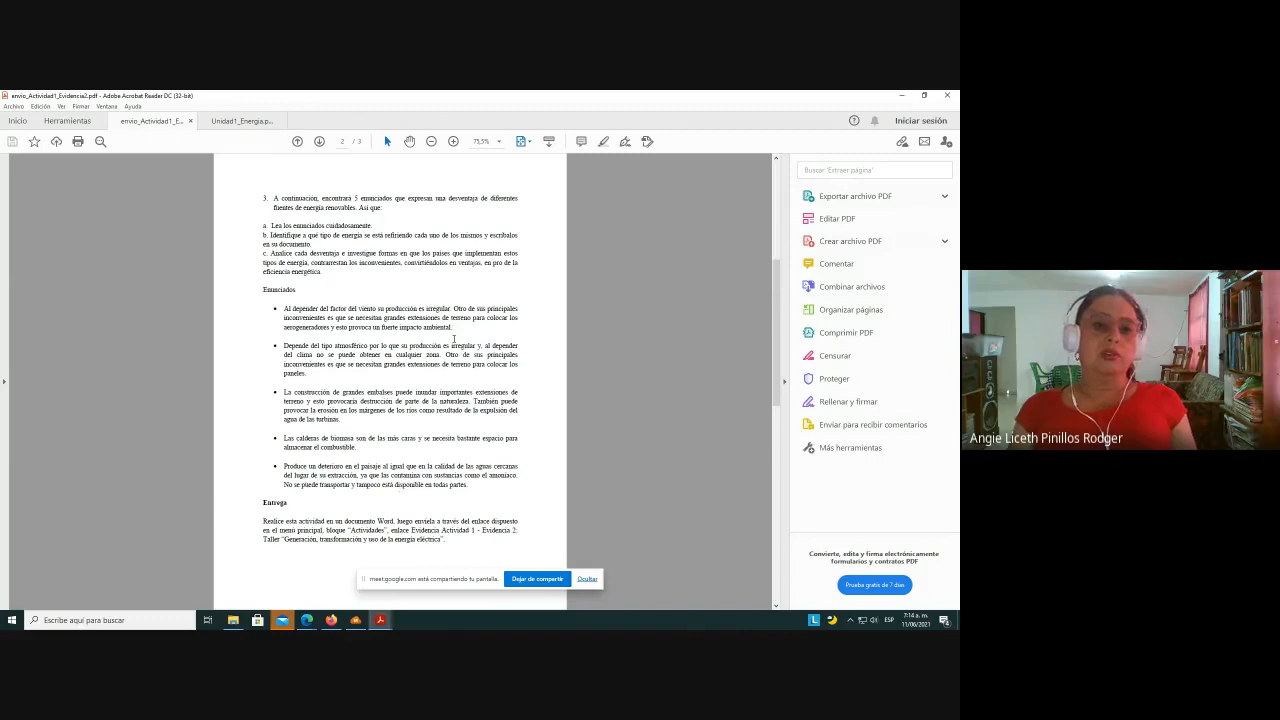 envio_Actividad1_Evidencia2.pdf - Adobe Acrobat Reader DC (32-bit)
Archivo Edición Ver Firmar Ventana Ayuda
Inicio Herramientas envio_Actividad1_E... × Unidad1_Energia.p... Iniciar sesión
2 / 3 75,5%
3. A continuación, encontrará 5 enunciados que expresan una desventaja de diferentes
fuentes de energía renovables. Así que:
a. Lea los enunciados cuidadosamente.
b. Identifique a qué tipo de energía se está refiriendo cada uno de los mismos y escríbalos
en su documento.
c. Analice cada desventaja e investigue formas en que los países que implementan estos
tipos de energía, contrarrestan los inconvenientes, convirtiéndolos en ventajas, en pro de la
eficiencia energética.
Enunciados
• Al depender del factor del viento su producción es irregular. Otro de sus principales
inconvenientes es que se necesitan grandes extensiones de terreno para colocar los
aerogeneradores y esto provoca un fuerte impacto ambiental.
• Depende del tipo atmosférico por lo que su producción es irregular y, al depender
del clima no se puede obtener en cualquier zona. Otro de sus principales
inconvenientes es que se necesitan grandes extensiones de terreno para colocar los
paneles.
• La construcción de grandes embalses puede inundar importantes extensiones de
terreno y esto provocaría destrucción de parte de la naturaleza. También puede
provocar la erosión en los márgenes de los ríos como resultado de la expulsión del
agua de las turbinas.
• Las calderas de biomasa son de las más caras y se necesita bastante espacio para
almacenar el combustible.
• Produce un deterioro en el paisaje al igual que en la calidad de las aguas cercanas
del lugar de su extracción, ya que las contamina con sustancias como el amoníaco.
No se puede transportar y tampoco está disponible en todas partes.
Entrega
Realice esta actividad en un documento Word, luego envíela a través del enlace dispuesto
en el menú principal, bloque "Actividades", enlace Evidencia Actividad 1 - Evidencia 2:
Taller "Generación, transformación y uso de la energía eléctrica".
Buscar 'Extraer página'
Exportar archivo PDF
Editar PDF
Crear archivo PDF
Comentar
Combinar archivos
Organizar páginas
Comprimir PDF
Censurar
Proteger
Rellenar y firmar
Enviar para recibir comentarios
Más herramientas
Convierte, edita y firma electrónicamente
formularios y contratos PDF
Prueba gratis de 7 días
meet.google.com está compartiendo tu pantalla. Dejar de compartir Ocultar
Escribe aquí para buscar
L ESP 7:14 a. m.
11/06/2021
Angie Liceth Pinillos Rodger